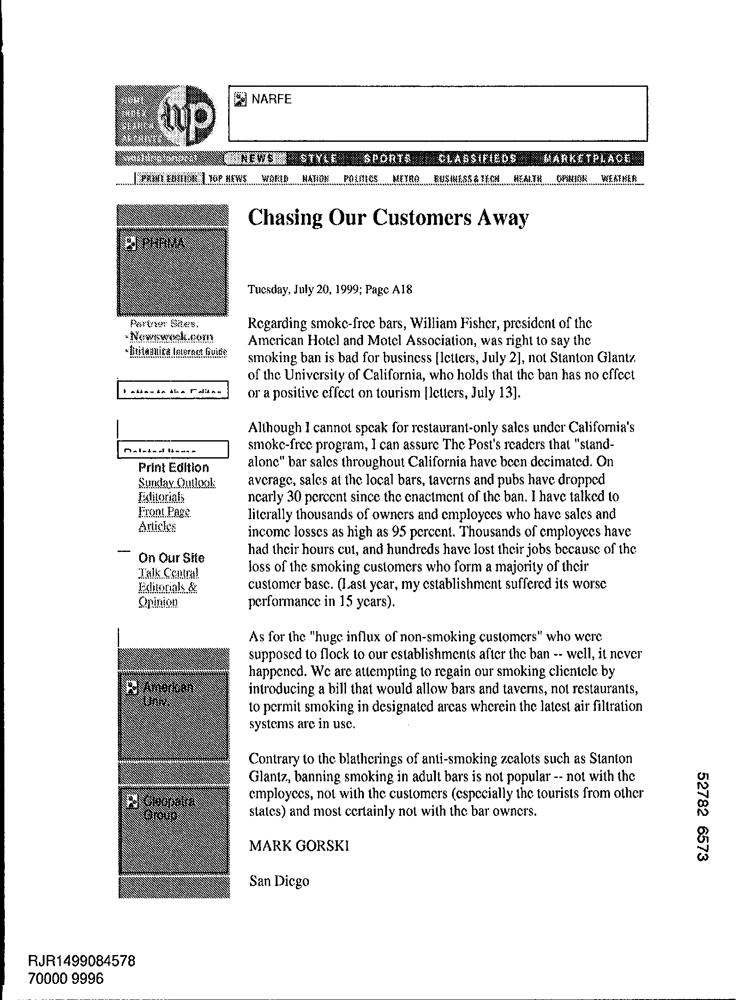 HOME
INDEX
SEARCH
ARCHIVES
wp
NARFE
washingtonpost
NEWS STYLE SPORTS CLASSIFIEDS MARKETPLACE
PRINT EDITION TOP NEWS WORLD NATION POLITICS METRO BUSINESS & TECH HEALTH OPINION WEATHER
PHRMA
Partner Sites:
Newsweek.com
Britannica Internet Guide
Letter to the Editor
Related Items
Print Edition
Sunday Outlook
Editorials
Front Page
Articles
On Our Site
Talk Central
Editorials &
Opinion
American
Univ.
Cleopatra
Group
Chasing Our Customers Away
Tuesday, July 20, 1999; Page A18
Regarding smoke-free bars, William Fisher, president of the
American Hotel and Motel Association, was right to say the
smoking ban is bad for business [letters, July 2], not Stanton Glantz
of the University of California, who holds that the ban has no effect
or a positive effect on tourism [letters, July 13].
Although I cannot speak for restaurant-only sales under California's
smoke-free program, I can assure The Post's readers that "stand-
alone" bar sales throughout California have been decimated. On
average, sales at the local bars, taverns and pubs have dropped
nearly 30 percent since the enactment of the ban. I have talked to
literally thousands of owners and employees who have sales and
income losses as high as 95 percent. Thousands of employees have
had their hours cut, and hundreds have lost their jobs because of the
loss of the smoking customers who form a majority of their
customer base. (Last year, my establishment suffered its worse
performance in 15 years).
As for the "huge influx of non-smoking customers" who were
supposed to flock to our establishments after the ban -- well, it never
happened. We are attempting to regain our smoking clientele by
introducing a bill that would allow bars and taverns, not restaurants,
to permit smoking in designated areas wherein the latest air filtration
systems are in use.
Contrary to the blatherings of anti-smoking zealots such as Stanton
Glantz, banning smoking in adult bars is not popular -- not with the
employees, not with the customers (especially the tourists from other
states) and most certainly not with the bar owners.
MARK GORSKI
San Diego
52782 6573
RJR1499084578
70000 9996